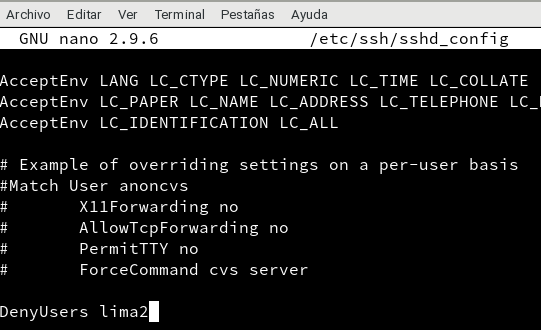 Archivo Editar Ver Terminal Pestañas Ayuda
GNU nano 2.9.6 /etc/ssh/sshd_config
AcceptEnv LANG LC_CTYPE LC_NUMERIC LC_TIME LC_COLLATE
AcceptEnv LC_PAPER LC_NAME LC_ADDRESS LC_TELEPHONE
AcceptEnv LC_IDENTIFICATION LC_ALL
# Example of overriding settings on a per-user basis
#Match User anoncvs
# X11Forwarding no
# AllowTcpForwarding no
# PermitTTY no
# ForceCommand cvs server
DenyUsers lima2